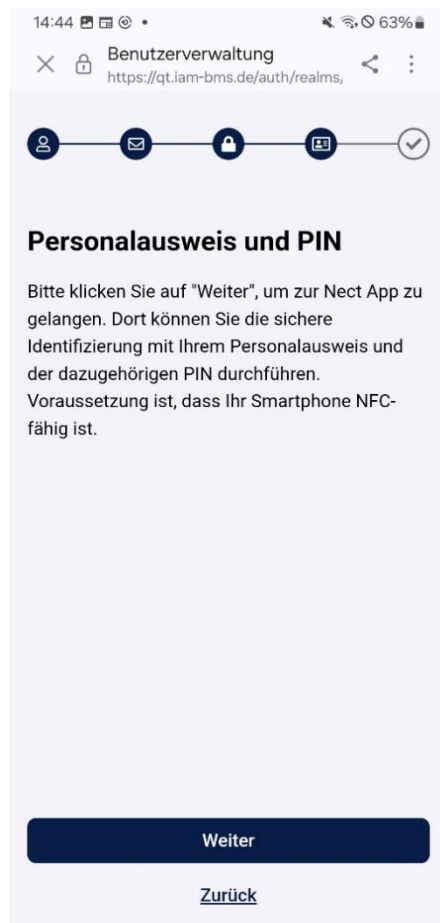 14:44
63%
Benutzerverwaltung
https://qt.iam-bms.de/auth/realms,
Personalausweis und PIN
Bitte klicken Sie auf "Weiter", um zur Nect App zu
gelangen. Dort können Sie die sichere
Identifizierung mit Ihrem Personalausweis und
der dazugehörigen PIN durchführen.
Voraussetzung ist, dass Ihr Smartphone NFC-
fähig ist.
Weiter
Zurück